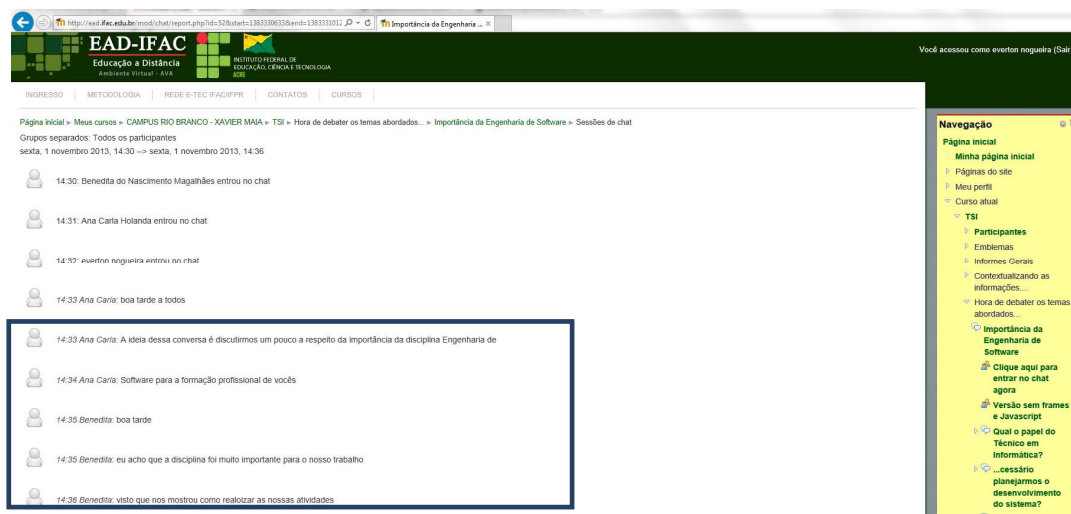 http://ead.ifac.edu.br/mod/chat/report.php?id=52&start=1383330633&end=138333101
Importância da Engenharia ...
EAD-IFAC
Educação a Distância
Ambiente Virtual - AVA
INSTITUTO FEDERAL DE
EDUCAÇÃO, CIÊNCIA E TECNOLOGIA
ACRE
Você acessou como everton nogueira (Sair
INGRESSO | METODOLOGIA | REDE E-TEC IFAC/IFPR | CONTATOS | CURSOS
Página inicial ► Meus cursos ► CAMPUS RIO BRANCO - XAVIER MAIA ► TSI ► Hora de debater os temas abordados... ► Importância da Engenharia de Software ► Sessões de chat
Grupos separados: Todos os participantes
sexta, 1 novembro 2013, 14:30 --> sexta, 1 novembro 2013, 14:36
14:30: Benedita do Nascimento Magalhães entrou no chat
14:31: Ana Carla Holanda entrou no chat
14:32: everton nogueira entrou no chat
14:33 Ana Carla: boa tarde a todos
14:33 Ana Carla: A ideia dessa conversa é discutirmos um pouco a respeito da importância da disciplina Engenharia de
14:34 Ana Carla: Software para a formação profissional de vocês
14:35 Benedita: boa tarde
14:35 Benedita: eu acho que a disciplina foi muito importante para o nosso trabalho
14:36 Benedita: visto que nos mostrou como realoizar as nossas atividades
Navegação
Página inicial
Minha página inicial
Páginas do site
Meu perfil
Curso atual
TSI
Participantes
Emblemas
Informes Gerais
Contextualizando as
informações....
Hora de debater os temas
abordados...
Importância da
Engenharia de
Software
Clique aqui para
entrar no chat
agora
Versão sem frames
e Javascript
Qual o papel do
Técnico em
Informática?
...cessário
planejarmos o
desenvolvimento
do sistema?